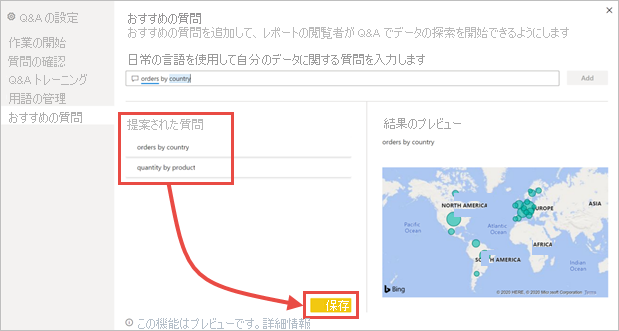 Q&A の設定
作業の開始
質問の確認
Q&A トレーニング
用語の管理
おすすめの質問
おすすめの質問
おすすめの質問を追加して、レポートの閲覧者が Q&A でデータの探索を開始できるようにします
日常の言語を使用して自分のデータに関する質問を入力します
orders by country
Add
提案された質問
orders by country
quantity by product
保存
この機能はプレビューです。詳細情報
結果のプレビュー
orders by country
NORTH AMERICA
EUROPE
ASIA
Pacific
Ocean
Atlantic
Ocean
AFRICA
SOUTH AMERICA
Indian
Ocean
Bing
© 2020 HERE, © 2020 Microsoft Corporation Terms